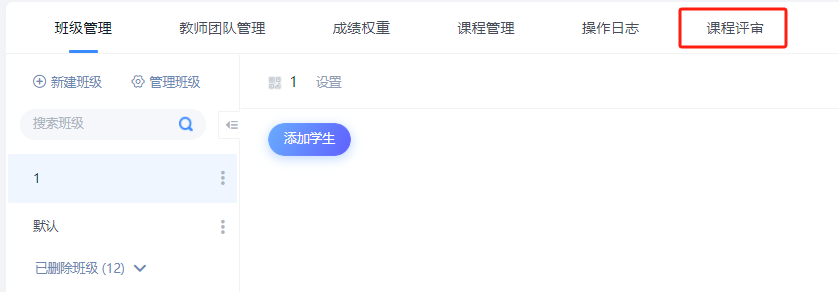 班级管理 教师团队管理 成绩权重 课程管理 操作日志 课程评审
新建班级 管理班级
1 设置
搜索班级
添加学生
1
默认
已删除班级 (12)